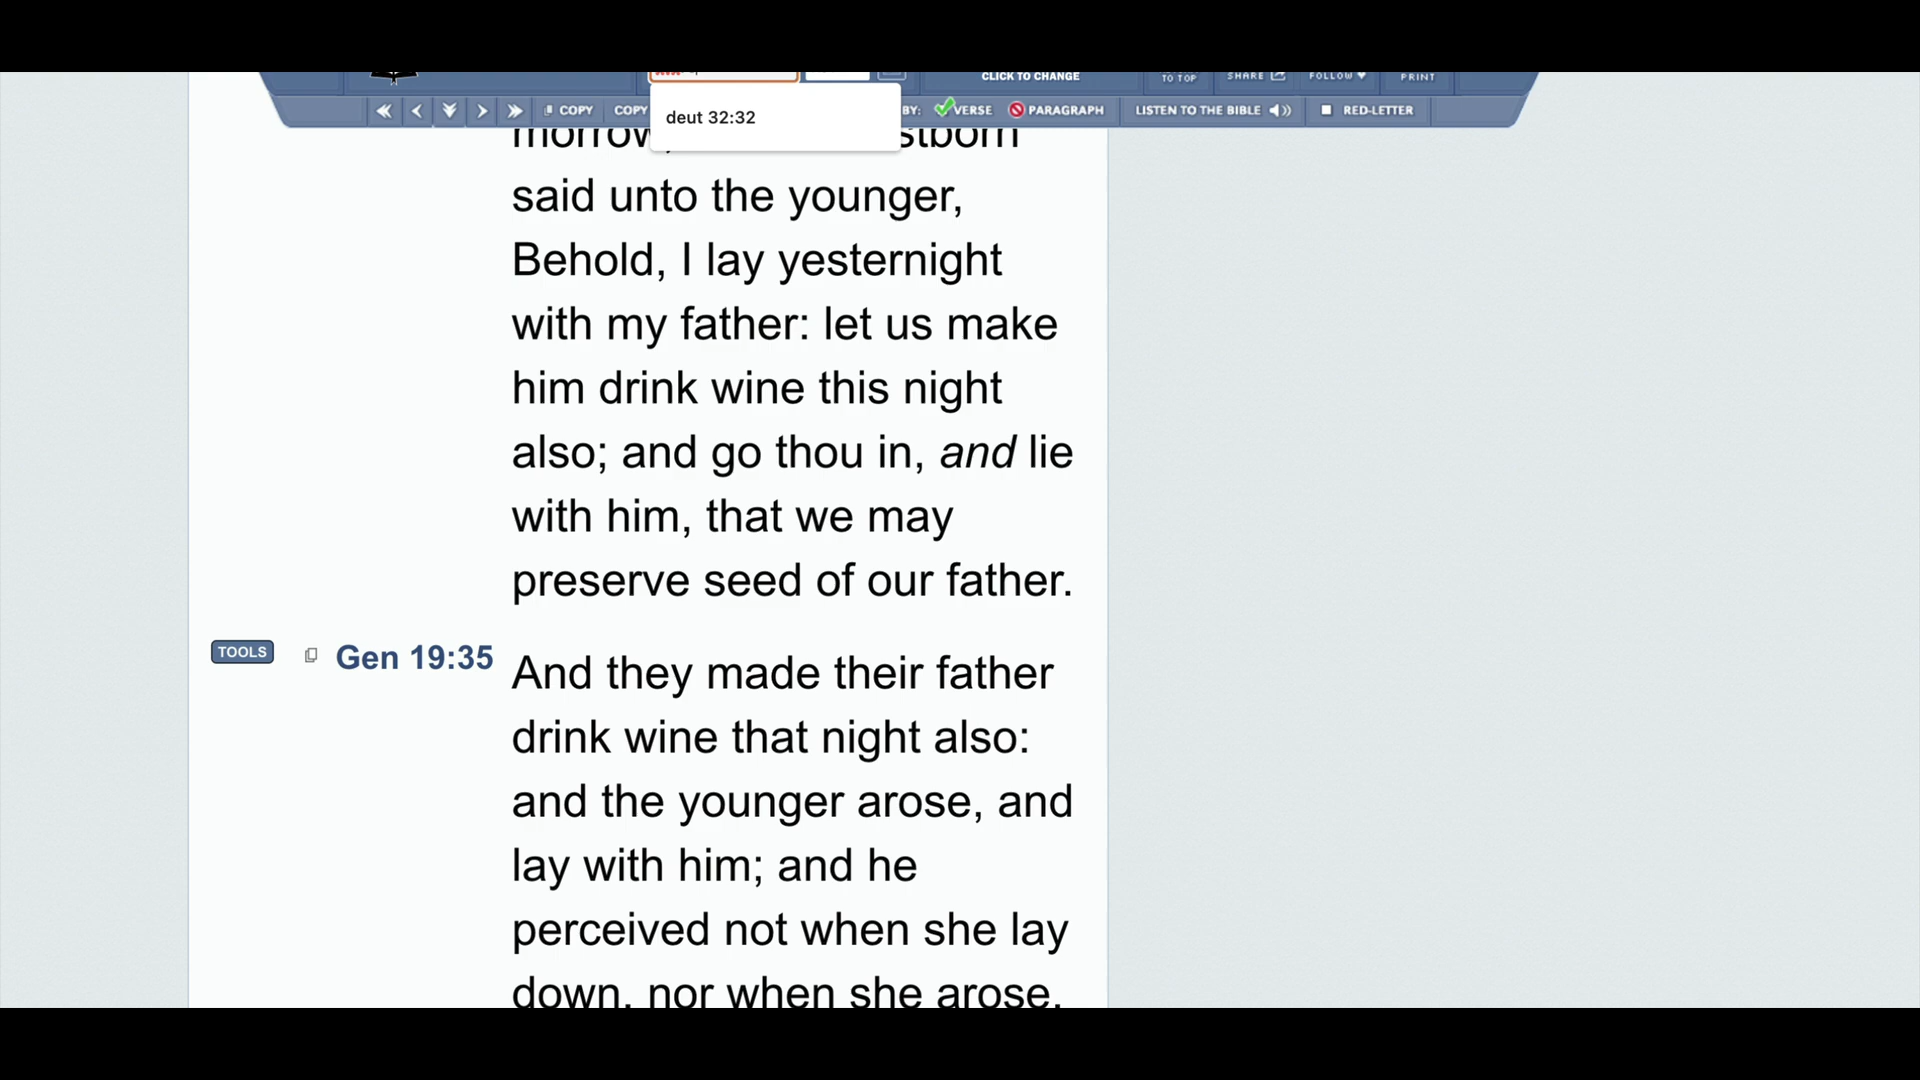 CLICK TO CHANGE TO TOP SHARE FOLLOW PRINT
COPY COPY BY: VERSE PARAGRAPH LISTEN TO THE BIBLE RED-LETTER
deut 32:32
said unto the younger,
Behold, I lay yesternight
with my father: let us make
him drink wine this night
also; and go thou in, and lie
with him, that we may
preserve seed of our father.
TOOLS Gen 19:35 And they made their father
drink wine that night also:
and the younger arose, and
lay with him; and he
perceived not when she lay
down, nor when she arose.